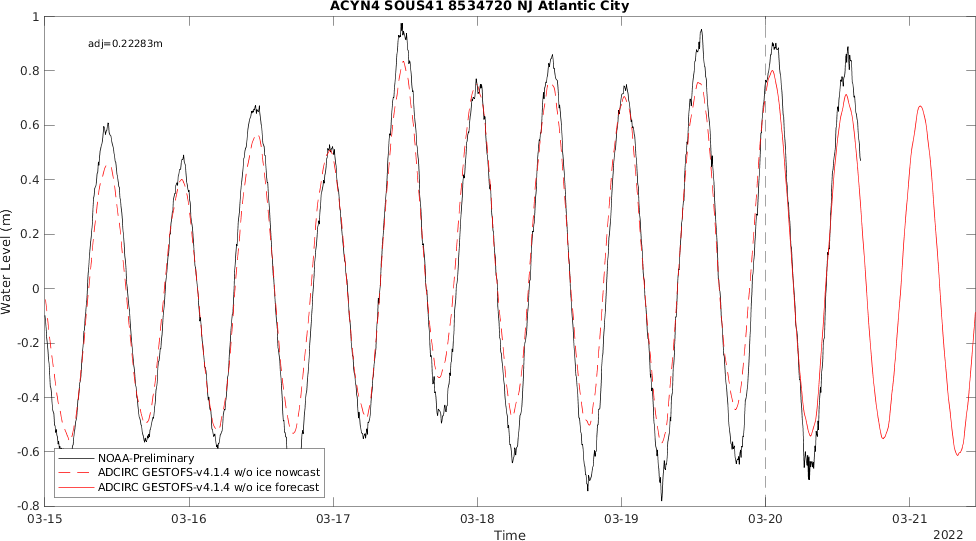 ACYN4 SOUS41 8534720 NJ Atlantic City
adj=0.22283m
Water Level (m)
1
0.8
0.6
0.4
0.2
0
-0.2
-0.4
-0.6
-0.8
NOAA-Preliminary
ADCIRC GESTOFS-v4.1.4 w/o ice nowcast
ADCIRC GESTOFS-v4.1.4 w/o ice forecast
03-15 03-16 03-17 03-18 03-19 03-20 03-21
Time
2022